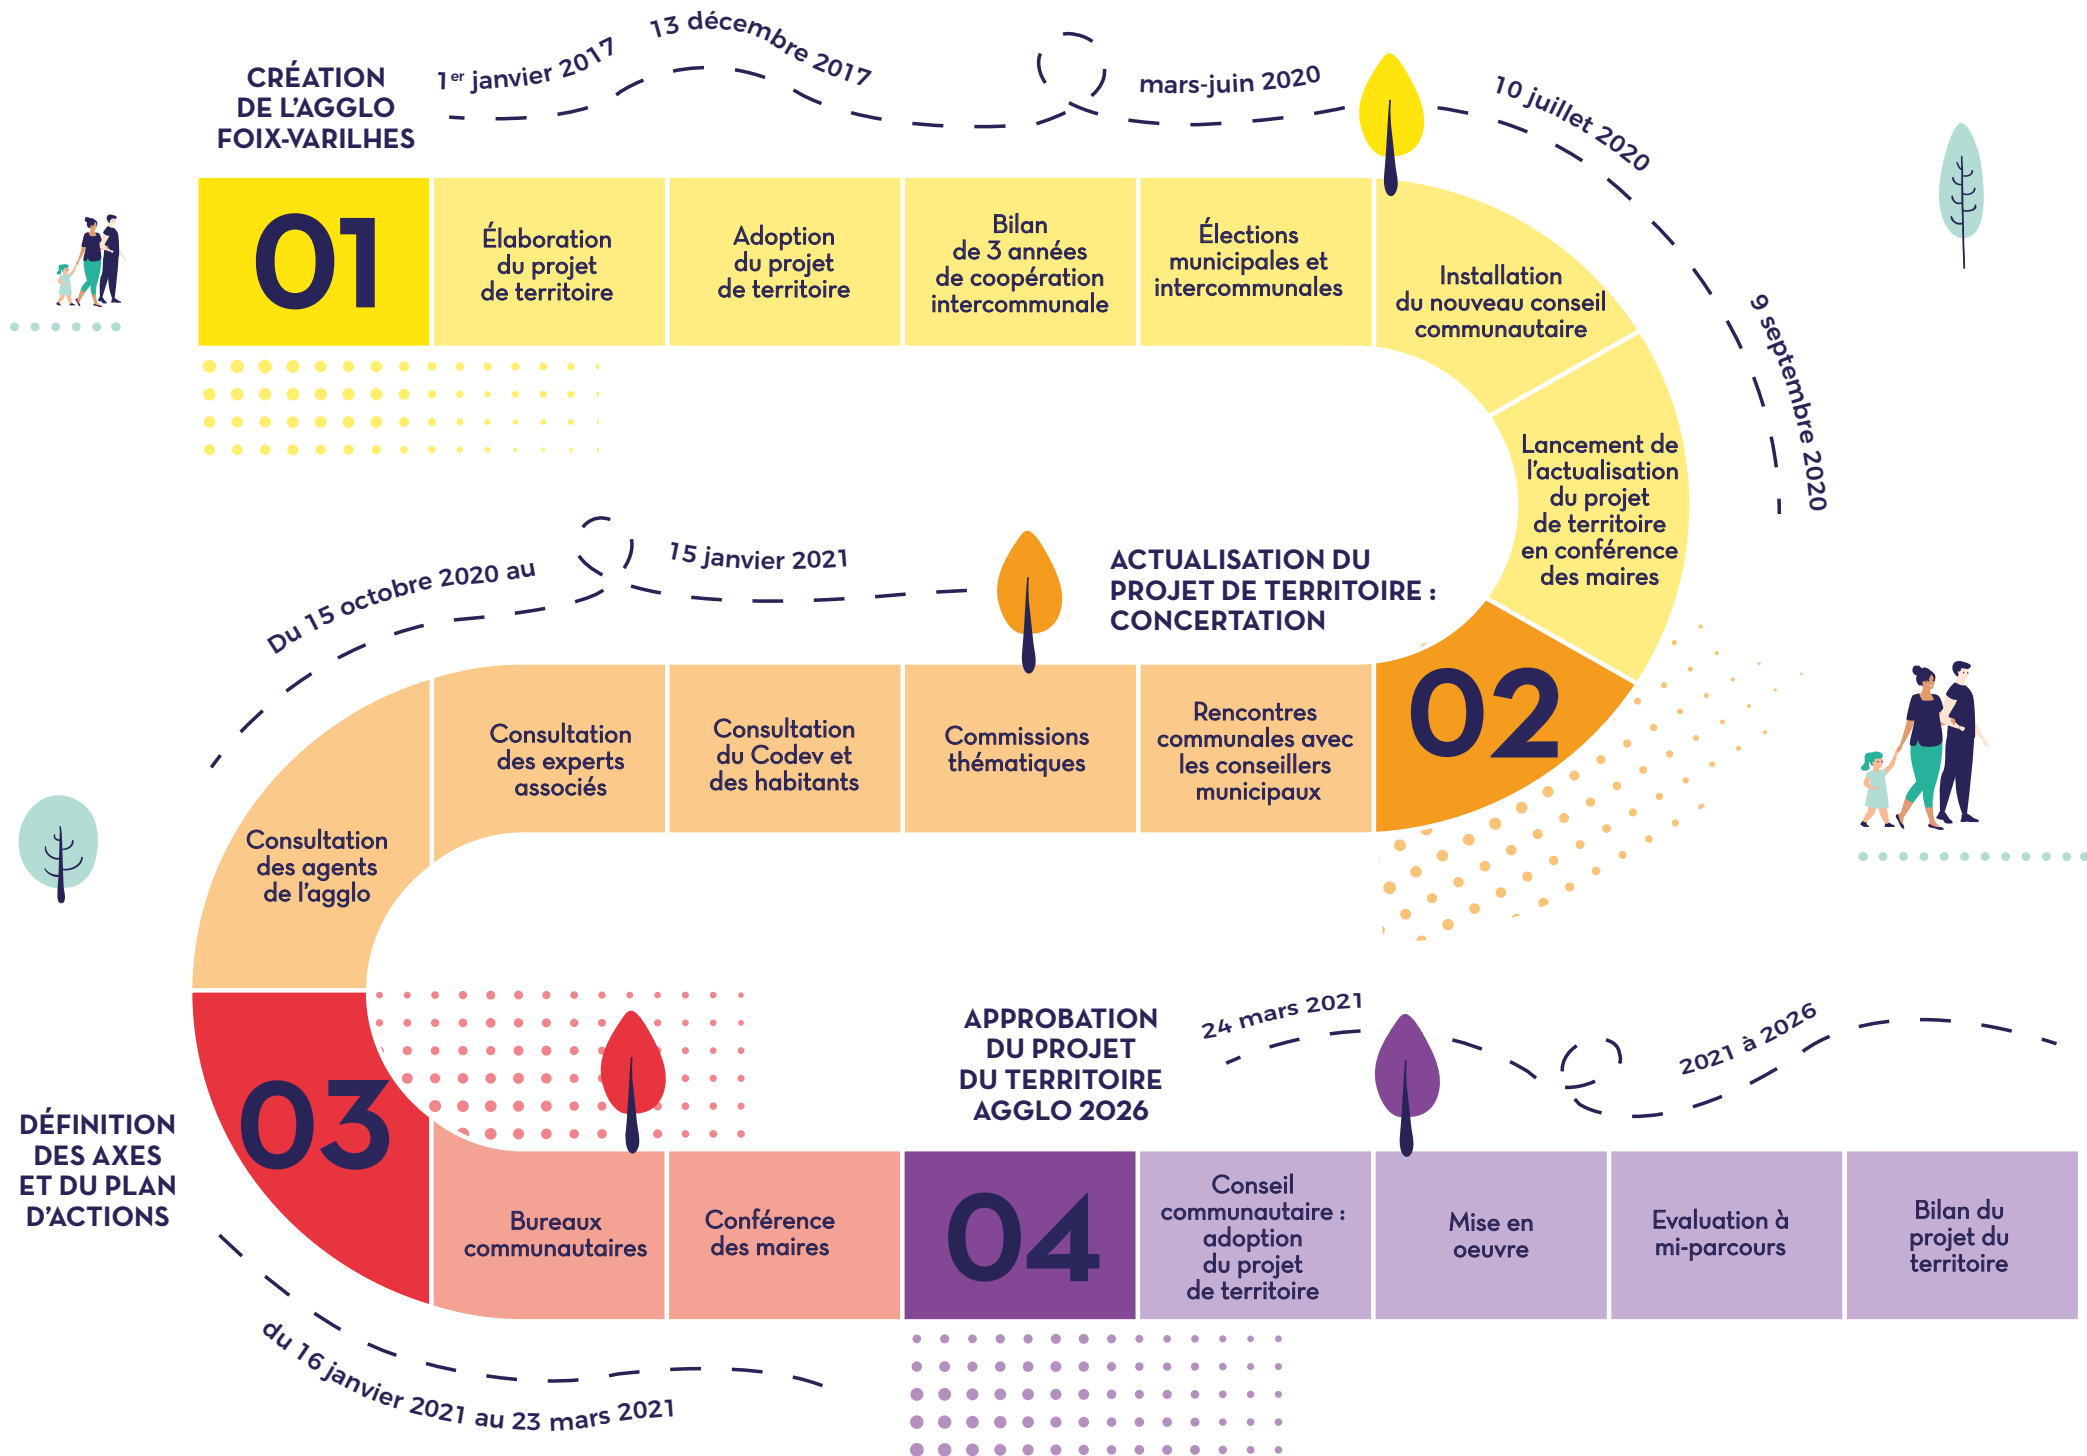 CRÉATION
DE L'AGGLO
FOIX-VARILHES
1er janvier 2017
13 décembre 2017
mars-juin 2020
10 juillet 2020
9 septembre 2020
01
Élaboration
du projet
de territoire
Adoption
du projet
de territoire
Bilan
de 3 années
de coopération
intercommunale
Élections
municipales et
intercommunales
Installation
du nouveau conseil
communautaire
Lancement de
l'actualisation
du projet
de territoire
en conférence
des maires
ACTUALISATION DU
PROJET DE TERRITOIRE :
CONCERTATION
Du 15 octobre 2020 au
15 janvier 2021
02
Rencontres
communales avec
les conseillers
municipaux
Commissions
thématiques
Consultation
du Codev et
des habitants
Consultation
des experts
associés
Consultation
des agents
de l'agglo
DÉFINITION
DES AXES
ET DU PLAN
D'ACTIONS
03
du 16 janvier 2021 au 23 mars 2021
Bureaux
communautaires
Conférence
des maires
APPROBATION
DU PROJET
DU TERRITOIRE
AGGLO 2026
24 mars 2021
2021 à 2026
04
Conseil
communautaire :
adoption
du projet
de territoire
Mise en
oeuvre
Evaluation à
mi-parcours
Bilan du
projet du
territoire